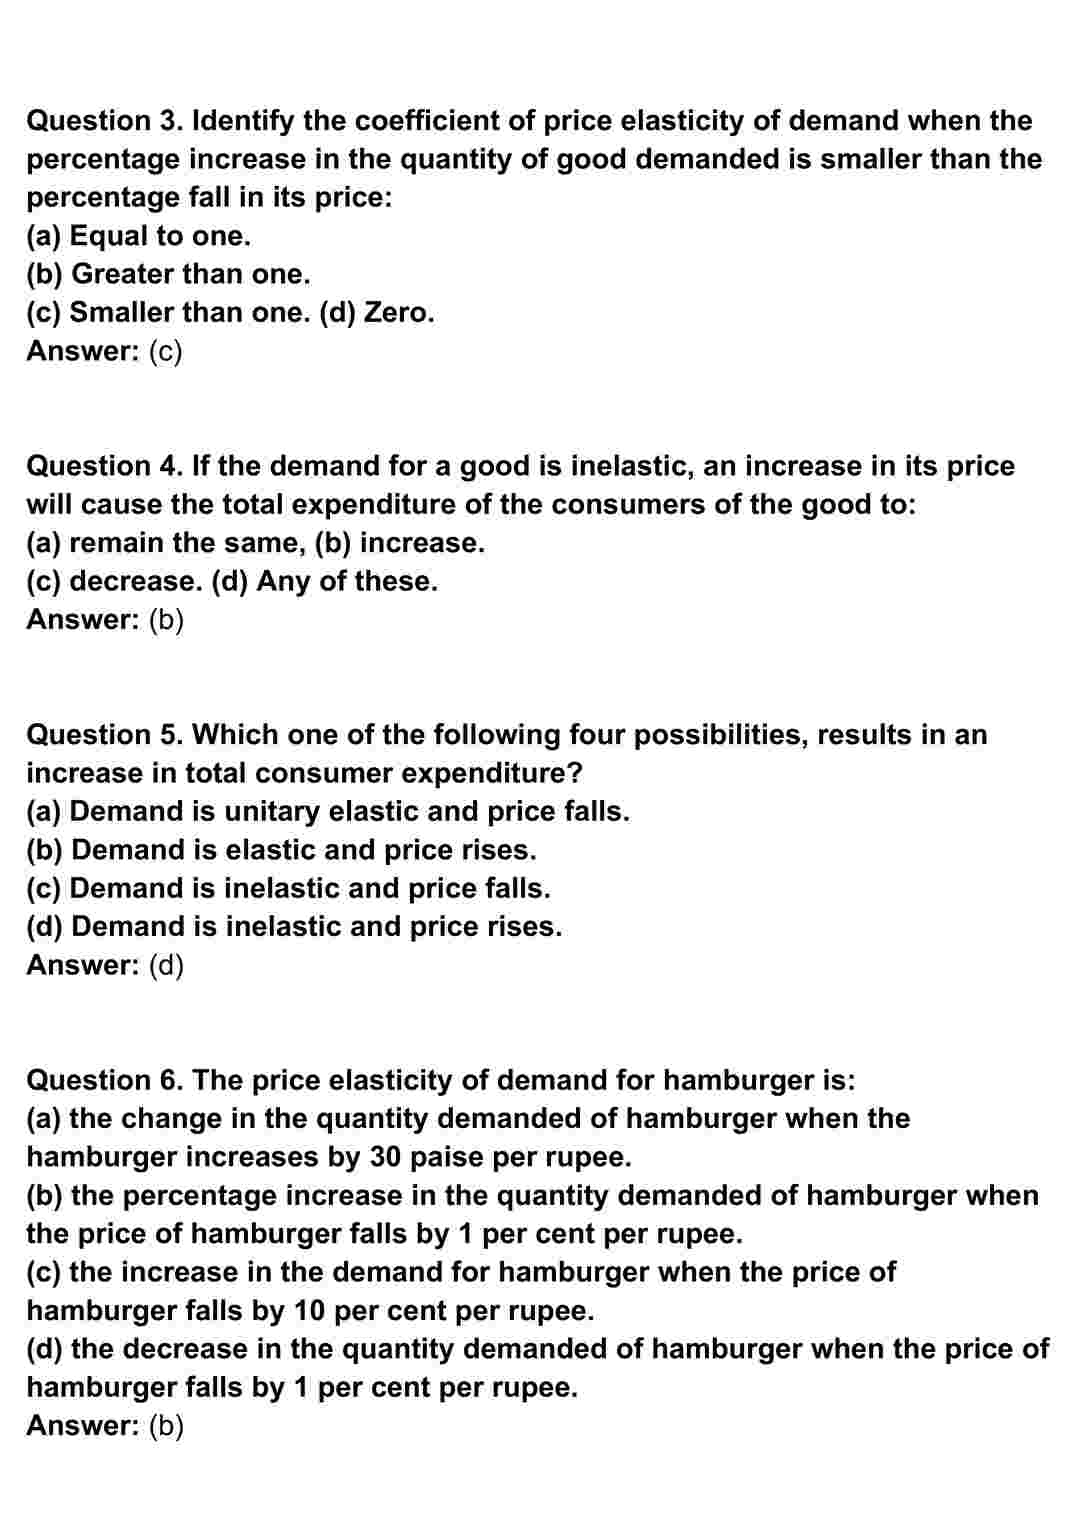 Question 3. Identify the coefficient of price elasticity of demand when the
percentage increase in the quantity of good demanded is smaller than the
percentage fall in its price:
(a) Equal to one.
(b) Greater than one.
(c) Smaller than one. (d) Zero.
Answer: (c)
Question 4. If the demand for a good is inelastic, an increase in its price
will cause the total expenditure of the consumers of the good to:
(a) remain the same, (b) increase.
(c) decrease. (d) Any of these.
Answer: (b)
Question 5. Which one of the following four possibilities, results in an
increase in total consumer expenditure?
(a) Demand is unitary elastic and price falls.
(b) Demand is elastic and price rises.
(c) Demand is inelastic and price falls.
(d) Demand is inelastic and price rises.
Answer: (d)
Question 6. The price elasticity of demand for hamburger is:
(a) the change in the quantity demanded of hamburger when the
hamburger increases by 30 paise per rupee.
(b) the percentage increase in the quantity demanded of hamburger when
the price of hamburger falls by 1 per cent per rupee.
(c) the increase in the demand for hamburger when the price of
hamburger falls by 10 per cent per rupee.
(d) the decrease in the quantity demanded of hamburger when the price of
hamburger falls by 1 per cent per rupee.
Answer: (b)